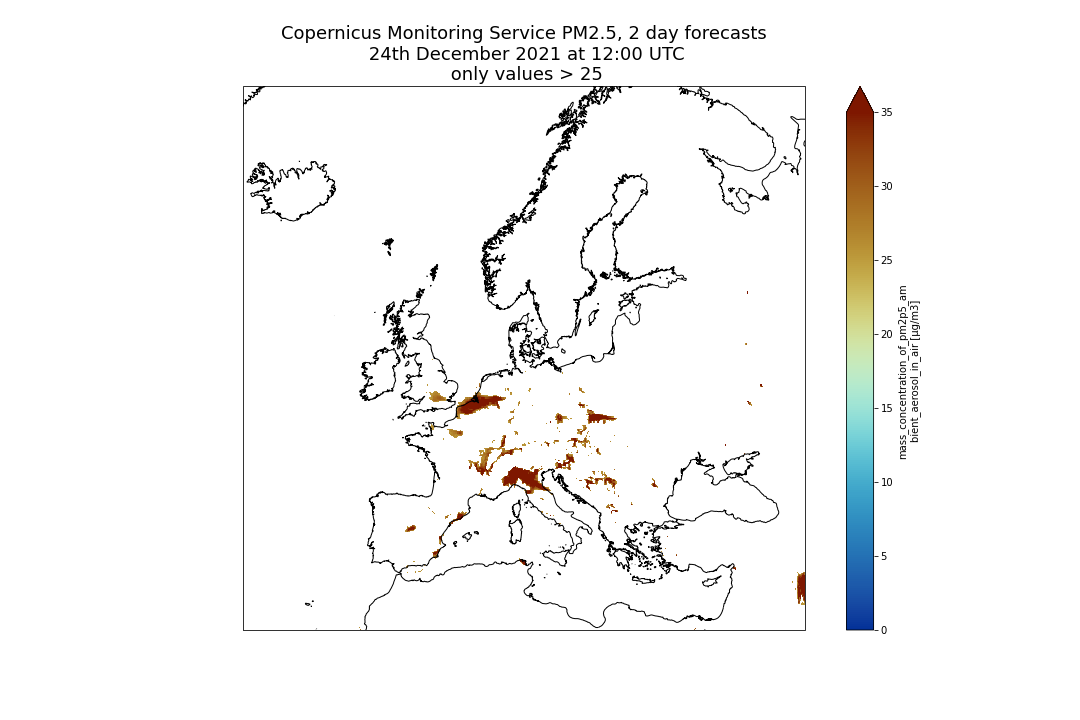 Copernicus Monitoring Service PM2.5, 2 day forecasts
24th December 2021 at 12:00 UTC
only values > 25
35
30
25
20
15
10
5
0
mass_concentration_of_pm2p5_am
bient_aerosol_in_air [µg/m3]